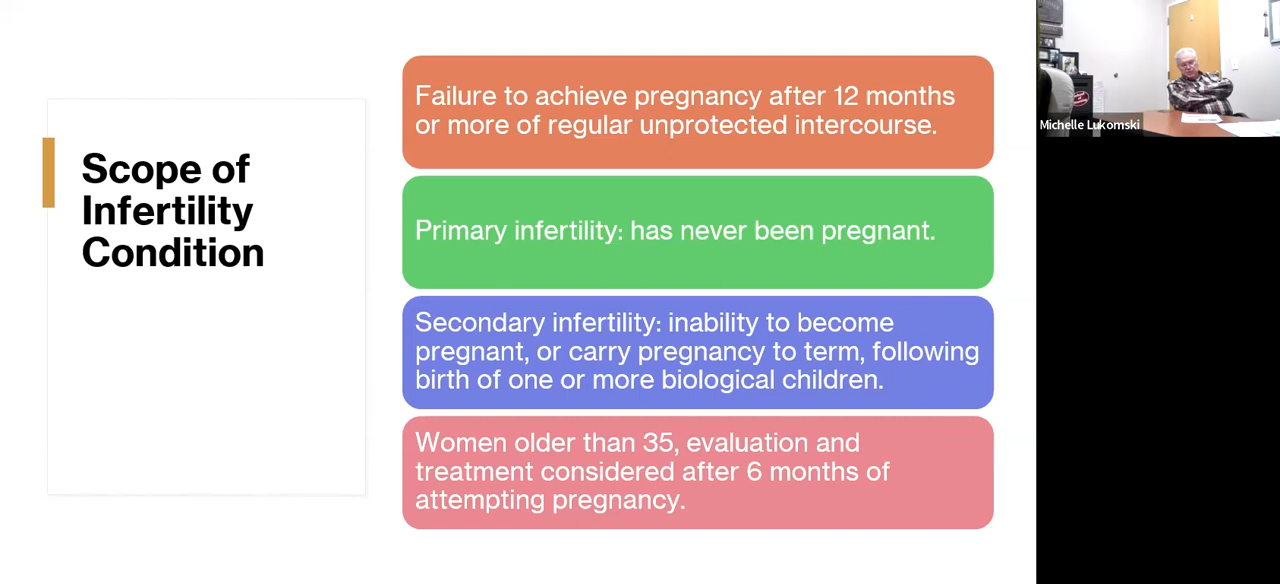 Scope of
Infertility
Condition
Failure to achieve pregnancy after 12 months
or more of regular unprotected intercourse.
Primary infertility: has never been pregnant.
Secondary infertility: inability to become
pregnant, or carry pregnancy to term, following
birth of one or more biological children.
Women older than 35, evaluation and
treatment considered after 6 months of
attempting pregnancy.
Michelle Lukomski